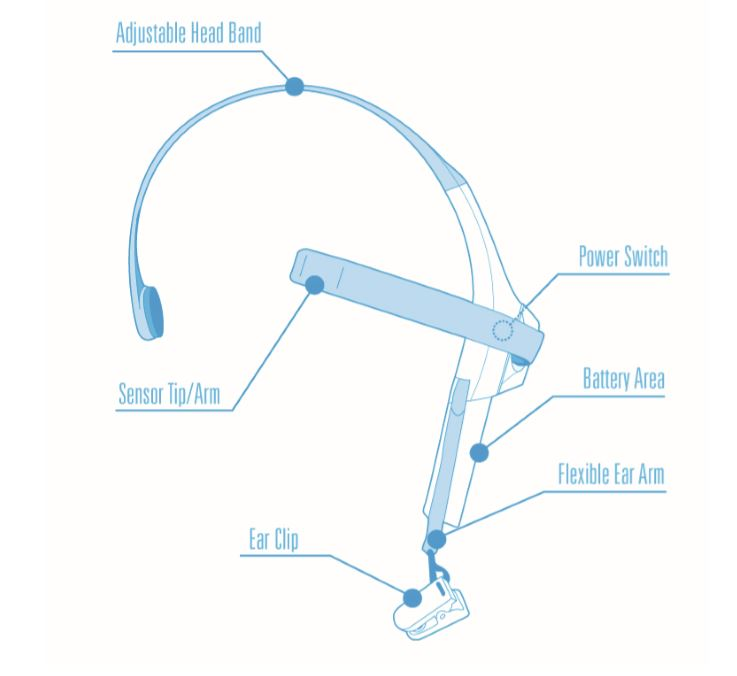 Adjustable Head Band
Power Switch
Sensor Tip/Arm
Battery Area
Flexible Ear Arm
Ear Clip